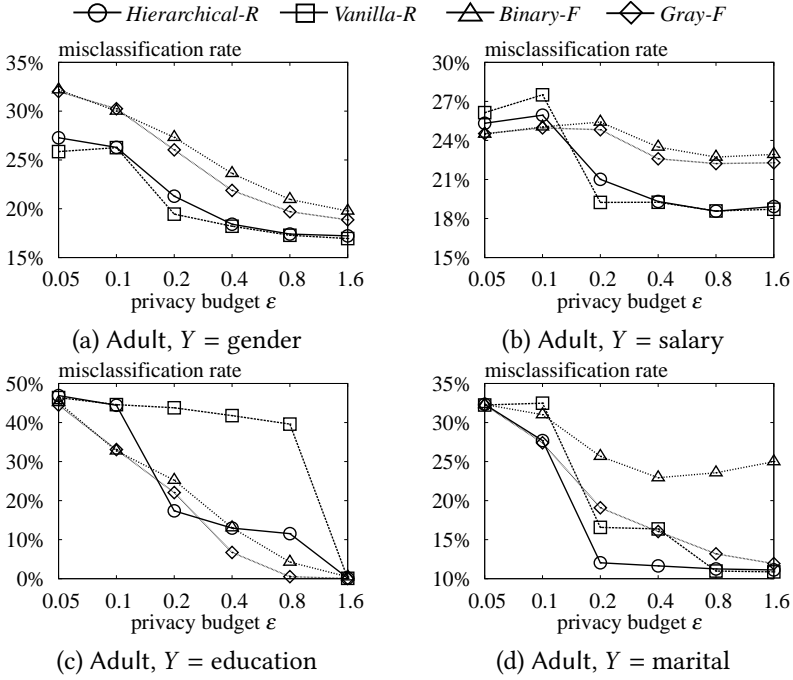 Hierarchical-R Vanilla-R Binary-F Gray-F
misclassification rate
35%
30%
25%
20%
15%
0.05 0.1 0.2 0.4 0.8 1.6
privacy budget ε
(a) Adult, Y = gender
misclassification rate
27%
24%
21%
18%
15%
0.05 0.1 0.2 0.4 0.8 1.6
privacy budget ε
(b) Adult, Y = salary
misclassification rate
50%
40%
30%
20%
10%
0%
0.05 0.1 0.2 0.4 0.8 1.6
privacy budget ε
(c) Adult, Y = education
misclassification rate
35%
30%
25%
20%
15%
10%
0.05 0.1 0.2 0.4 0.8 1.6
privacy budget ε
(d) Adult, Y = marital